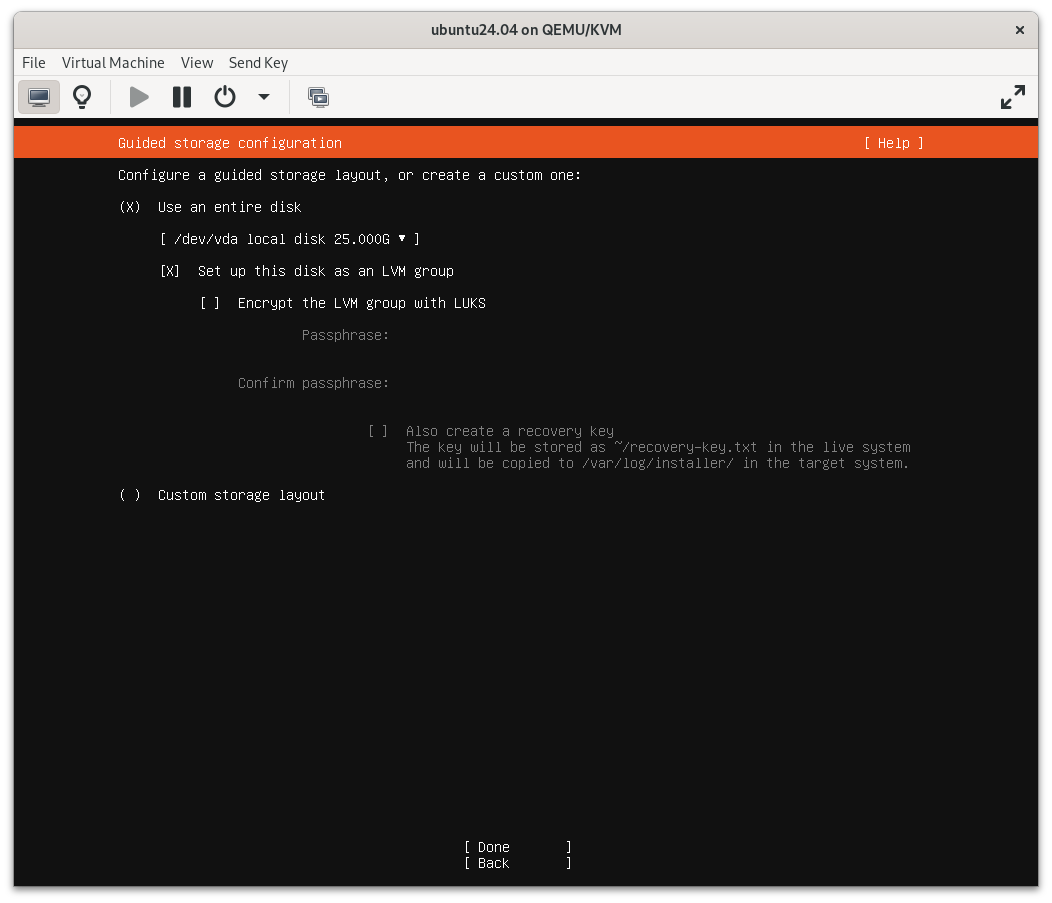 ubuntu24.04 on QEMU/KVM ×
File Virtual Machine View Send Key
Guided storage configuration [ Help ]
Configure a guided storage layout, or create a custom one:
(X) Use an entire disk
[ /dev/vda local disk 25.000G ▾ ]
[X] Set up this disk as an LVM group
[ ] Encrypt the LVM group with LUKS
Passphrase:
Confirm passphrase:
[ ] Also create a recovery key
The key will be stored as ~/recovery-key.txt in the live system
and will be copied to /var/log/installer/ in the target system.
( ) Custom storage layout
[ Done ]
[ Back ]